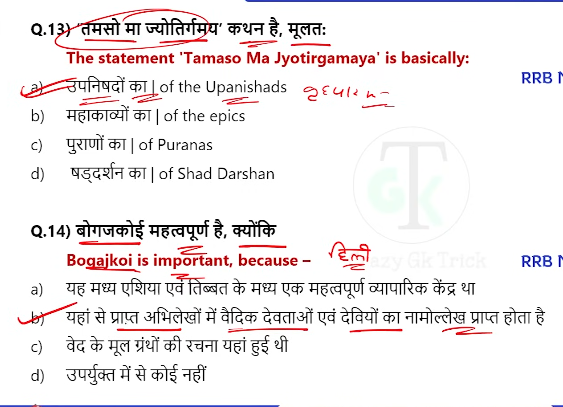 Q.13) 'तमसो मा ज्योतिर्गमय' कथन है, मूलतः
The statement 'Tamaso Ma Jyotirgamaya' is basically:
RRB
a) उपनिषदों का | of the Upanishads
b) महाकाव्यों का | of the epics
c) पुराणों का | of Puranas
d) षड्दर्शन का | of Shad Darshan
Q.14) बोगजकोई महत्वपूर्ण है, क्योंकि
Bogajkoi is important, because –
Gk Trick
RRB
a) यह मध्य एशिया एवं तिब्बत के मध्य एक महत्वपूर्ण व्यापारिक केंद्र था
b) यहां से प्राप्त अभिलेखों में वैदिक देवताओं एवं देवियों का नामोल्लेख प्राप्त होता है
c) वेद के मूल ग्रंथों की रचना यहां हुई थी
d) उपर्युक्त में से कोई नहीं